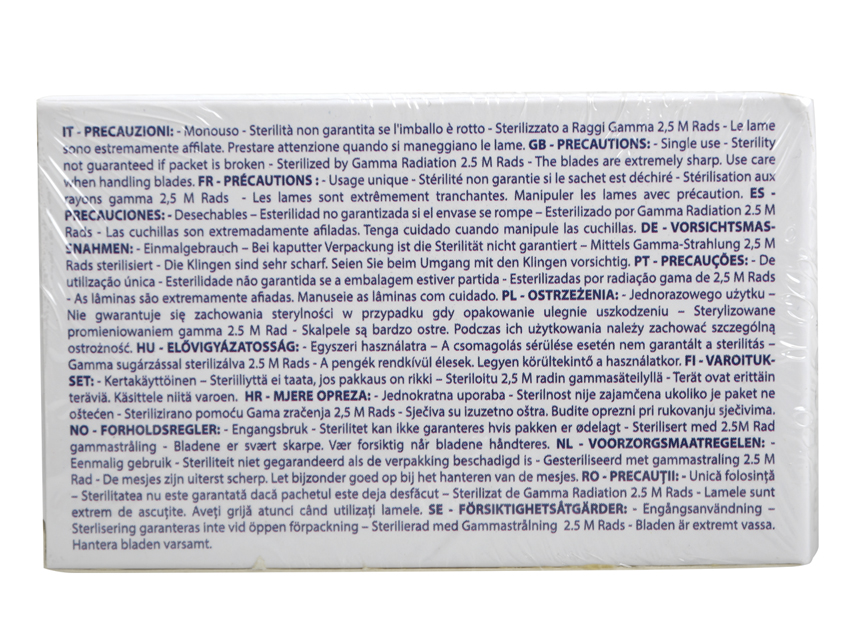 IT - PRECAUZIONI: - Monouso - Sterilità non garantita se l'imballo è rotto - Sterilizzato a Raggi Gamma 2,5 M Rads - Le lame
sono estremamente affilate. Prestare attenzione quando si maneggiano le lame. GB - PRECAUTIONS: - Single use - Sterility
not guaranteed if packet is broken - Sterilized by Gamma Radiation 2.5 M Rads - The blades are extremely sharp. Use care
when handling blades. FR - PRÉCAUTIONS : - Usage unique - Stérilité non garantie si le sachet est déchiré - Stérilisation aux
rayons gamma 2,5 M Rads - Les lames sont extrêmement tranchantes. Manipuler les lames avec précaution. ES -
PRECAUCIONES: - Desechables – Esterilidad no garantizada si el envase se rompe – Esterilizado por Gamma Radiation 2.5 M
Rads - Las cuchillas son extremadamente afiladas. Tenga cuidado cuando manipule las cuchillas. DE - VORSICHTSMAS-
SNAHMEN: - Einmalgebrauch – Bei kaputter Verpackung ist die Sterilität nicht garantiert – Mittels Gamma-Strahlung 2,5 M
Rads sterilisiert - Die Klingen sind sehr scharf. Seien Sie beim Umgang mit den Klingen vorsichtig. PT - PRECAUÇÕES: - De
utilização única - Esterilidade não garantida se a embalagem estiver partida - Esterilizadas por radiação gama de 2,5 M Rads
- As lâminas são extremamente afiadas. Manuseie as lâminas com cuidado. PL - OSTRZEŻENIA: - Jednorazowego użytku –
Nie gwarantuje się zachowania sterylności w przypadku gdy opakowanie ulegnie uszkodzeniu – Sterylizowane
promieniowaniem gamma 2.5 M Rad - Skalpele są bardzo ostre. Podczas ich użytkowania należy zachować szczególną
ostrożność. HU - ELŐVIGYÁZATOSSÁG: - Egyszeri használatra – A csomagolás sérülése esetén nem garantált a sterilitás –
Gamma sugárzással sterilizálva 2.5 M Rads - A pengék rendkívül élesek. Legyen körültekintő a használatkor. FI - VAROITUK-
SET: - Kertakäyttöinen – Steriiliyttä ei taata, jos pakkaus on rikki – Steriloitu 2,5 M radin gammasäteilyllä - Terät ovat erittäin
teräviä. Käsittele niitä varoen. HR - MJERE OPREZA: - Jednokratna uporaba - Sterilnost nije zajamčena ukoliko je paket ne
oštećen - Sterilizirano pomoću Gama zračenja 2,5 M Rads - Sječiva su izuzetno oštra. Budite oprezni pri rukovanju sječivima.
NO - FORHOLDSREGLER: - Engangsbruk - Sterilitet kan ikke garanteres hvis pakken er ødelagt - Sterilisert med 2.5M Rad
gammastråling - Bladene er svært skarpe. Vær forsiktig når bladene håndteres. NL - VOORZORGSMAATREGELEN: -
Eenmalig gebruik - Steriliteit niet gegarandeerd als de verpakking beschadigd is - Gesteriliseerd met gammastraling 2.5 M
Rad - De mesjes zijn uiterst scherp. Let bijzonder goed op bij het hanteren van de mesjes. RO - PRECAUȚII: - Unică folosință
– Sterilitatea nu este garantată dacă pachetul este deja desfăcut – Sterilizat de Gamma Radiation 2.5 M Rads - Lamele sunt
extrem de ascuțite. Aveți grijă atunci când utilizați lamele. SE - FÖRSIKTIGHETSÅTGÄRDER: - Engångsanvändning –
Sterlisering garanteras inte vid öppen förpackning – Sterilierad med Gammastrålning 2.5 M Rads - Bladen är extremt vassa.
Hantera bladen varsamt.